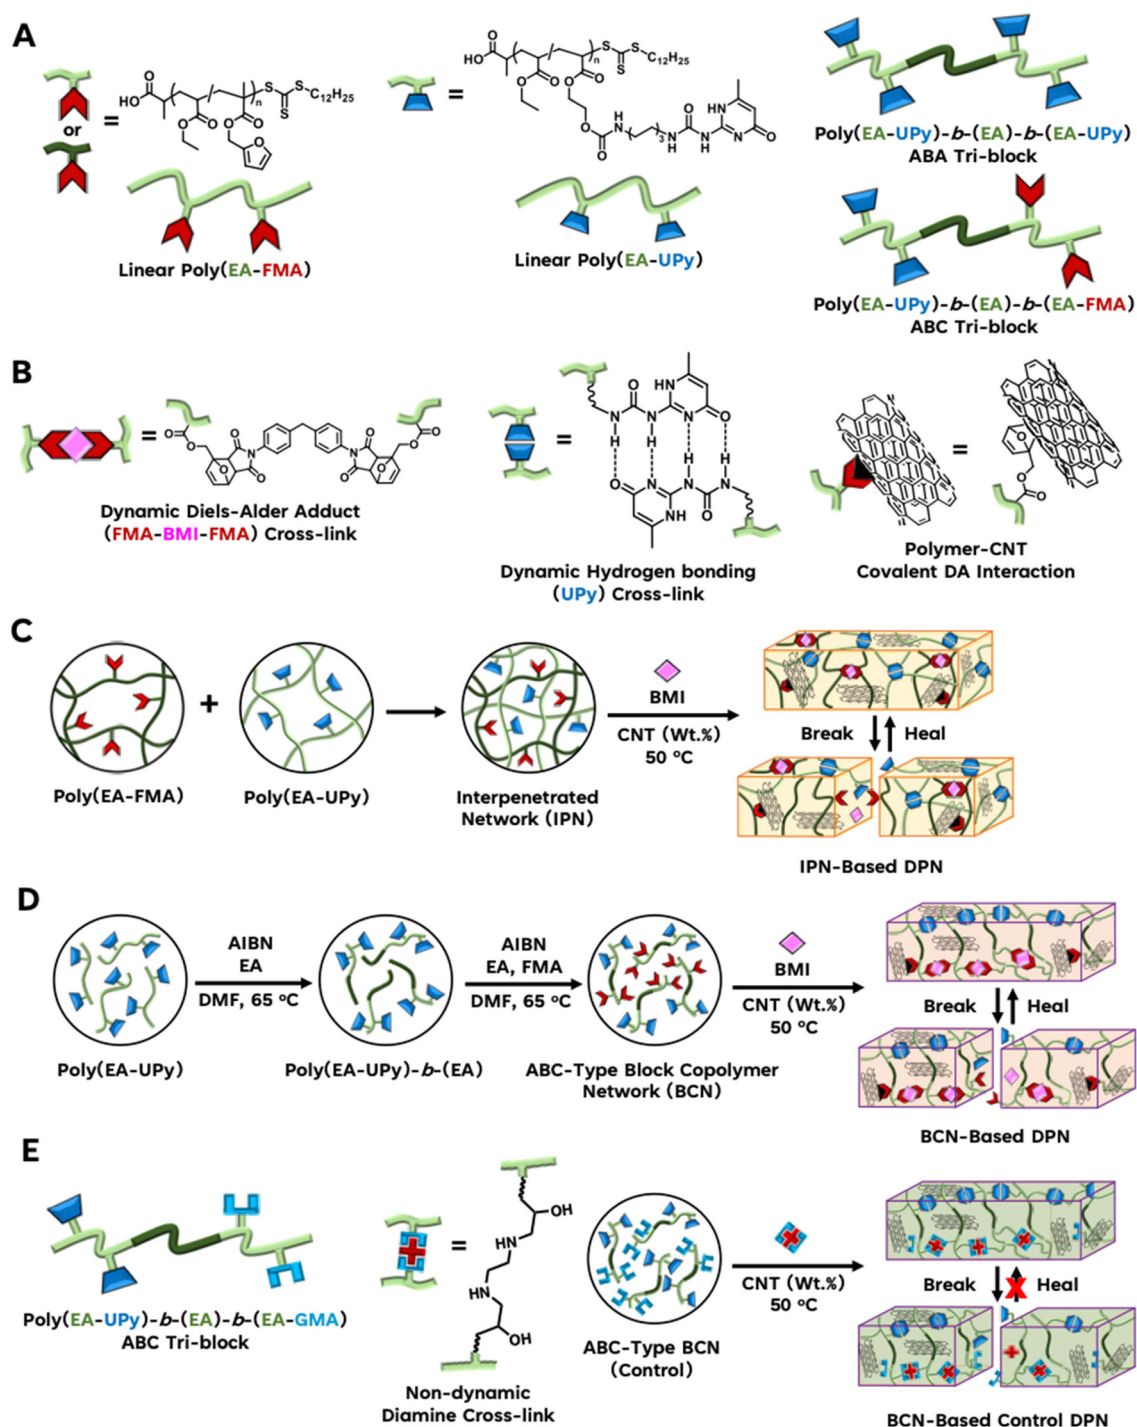 A
or
=
HO
O
n
S
S
S
C12H25
O
O
O
O
O
Linear Poly(EA-FMA)
=
HO
O
n
S
S
S
C12H25
O
O
O
O
O
O
H
N
3
N
H
O
N
H
N
H
N
O
Linear Poly(EA-UPy)
Poly(EA-UPy)-b-(EA)-b-(EA-UPy)
ABA Tri-block
Poly(EA-UPy)-b-(EA)-b-(EA-FMA)
ABC Tri-block
B
=
Dynamic Diels-Alder Adduct
(FMA-BMI-FMA) Cross-link
=
Dynamic Hydrogen bonding
(UPy) Cross-link
=
Polymer-CNT
Covalent DA Interaction
C
Poly(EA-FMA)
+
Poly(EA-UPy)
Interpenetrated
Network (IPN)
BMI
CNT (Wt.%)
50 ºC
Break
Heal
IPN-Based DPN
D
Poly(EA-UPy)
AIBN
EA
DMF, 65 ºC
Poly(EA-UPy)-b-(EA)
AIBN
EA, FMA
DMF, 65 ºC
ABC-Type Block Copolymer
Network (BCN)
BMI
CNT (Wt.%)
50 ºC
Break
Heal
BCN-Based DPN
E
Poly(EA-UPy)-b-(EA)-b-(EA-GMA)
ABC Tri-block
=
OH
HN
HN
OH
Non-dynamic
Diamine Cross-link
ABC-Type BCN
(Control)
CNT (Wt.%)
50 ºC
Break
X
Heal
BCN-Based Control DPN